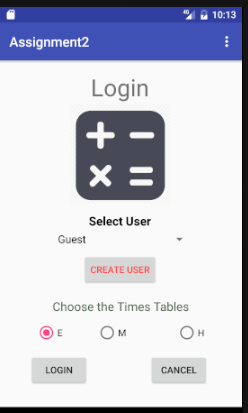 10:13
Assignment2
Login
Select User
Guest
CREATE USER
Choose the Times Tables
E M H
LOGIN CANCEL